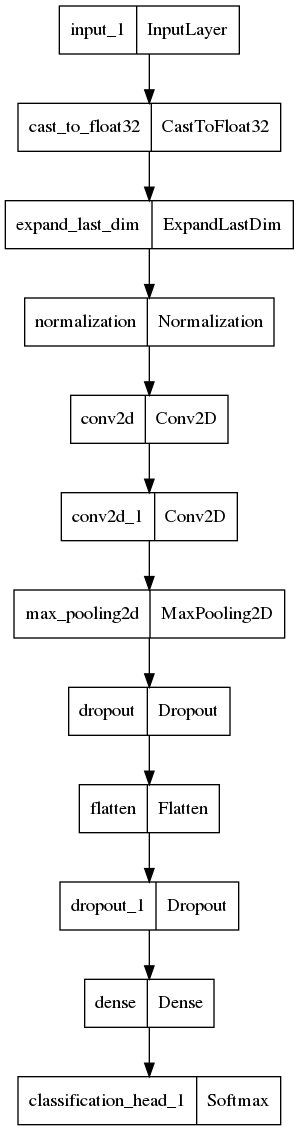 input_1 InputLayer
cast_to_float32 CastToFloat32
expand_last_dim ExpandLastDim
normalization Normalization
conv2d Conv2D
conv2d_1 Conv2D
max_pooling2d MaxPooling2D
dropout Dropout
flatten Flatten
dropout_1 Dropout
dense Dense
classification_head_1 Softmax